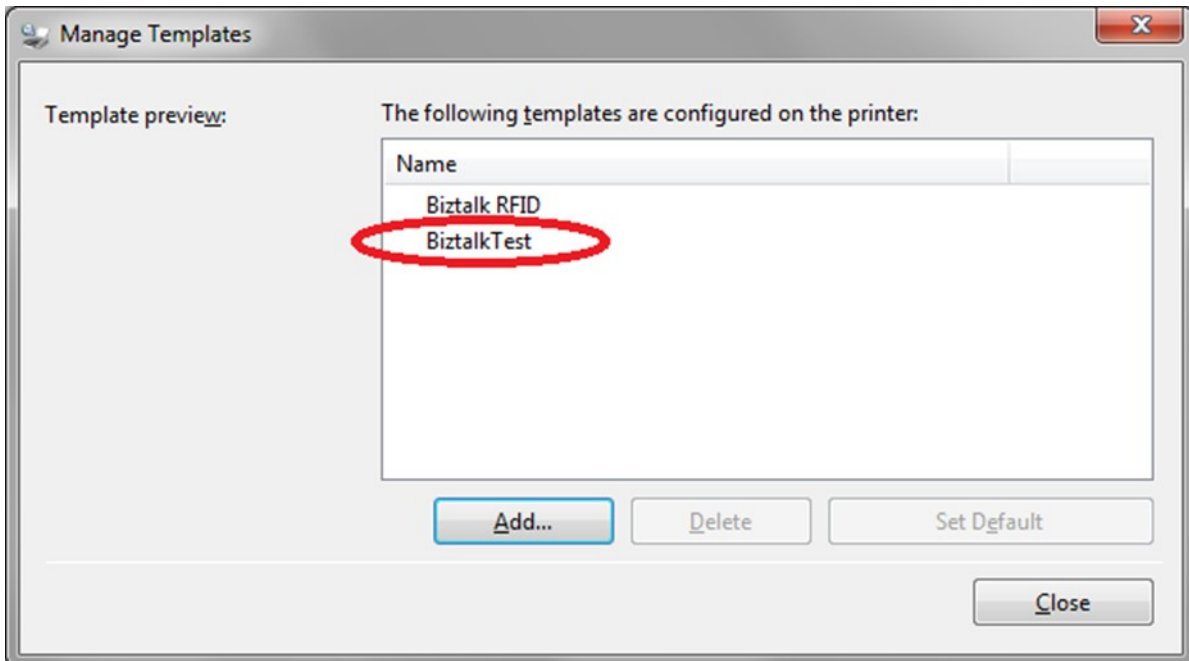 Manage Templates
Template preview:
The following templates are configured on the printer:
Name
Biztalk RFID
BiztalkTest
Add...
Delete
Set Default
Close